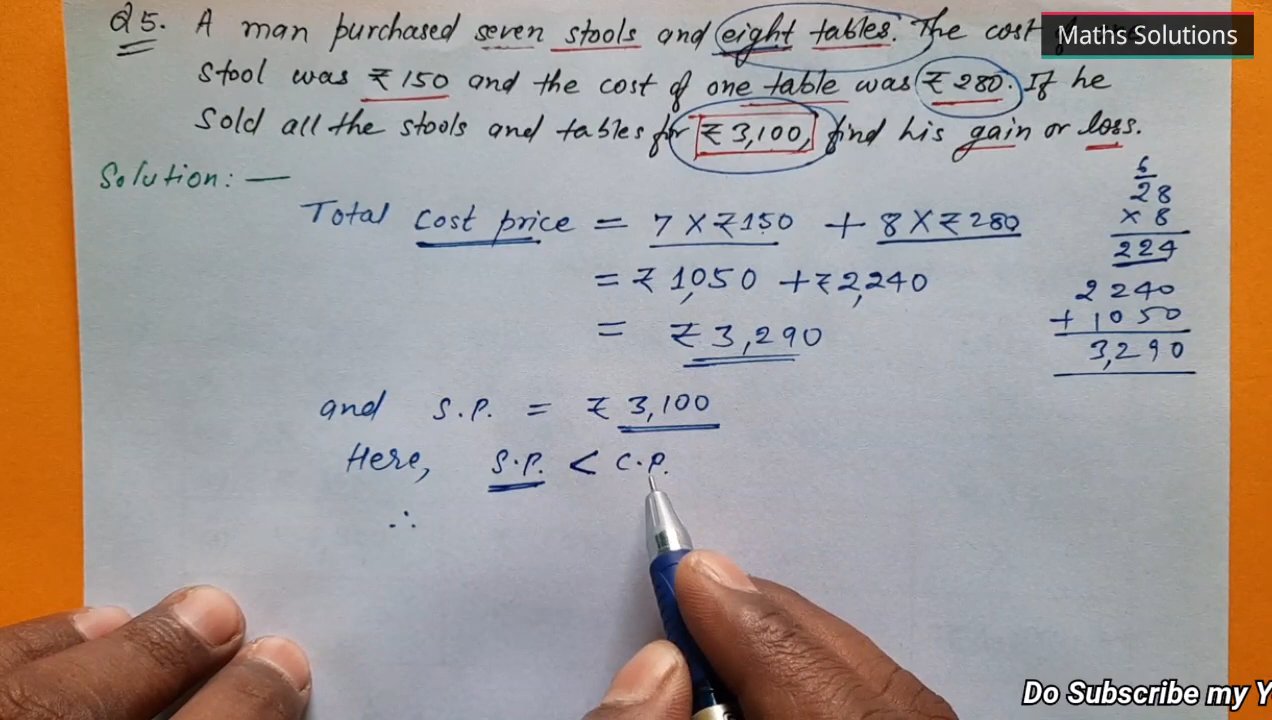 Q5. A man purchased seven stools and eight tables. The cost
Maths Solutions
stool was ₹150 and the cost of one table was ₹280. If he
sold all the stools and tables for ₹3,100, find his gain or loss.
Solution: —
Total cost price = 7 X ₹150 + 8 X ₹280
= ₹1,050 + ₹2,240
= ₹3,290
6
28
× 8
224
2240
+ 1050
3,290
and S.P. = ₹3,100
Here, S.P. < C.P.
∴
Do Subscribe my Y